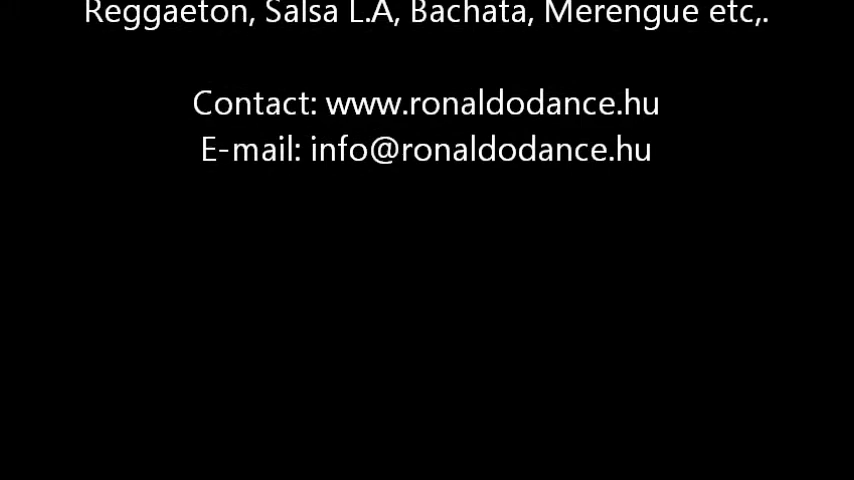 Reggaeton, Salsa L.A, Bachata, Merengue etc,.
Contact: www.ronaldodance.hu
E-mail: info@ronaldodance.hu